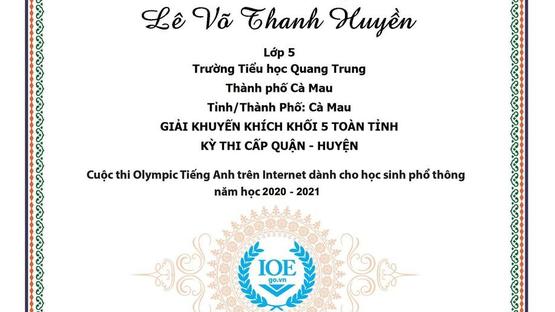 Lê Võ Thanh Huyền
Lớp 5
Trường Tiểu học Quang Trung
Thành phố Cà Mau
Tỉnh/Thành Phố: Cà Mau
GIẢI KHUYẾN KHÍCH KHỐI 5 TOÀN TỈNH
KỲ THI CẤP QUẬN - HUYỆN
Cuộc thi Olympic Tiếng Anh trên Internet dành cho học sinh phổ thông
năm học 2020 - 2021
IOE
go.vn